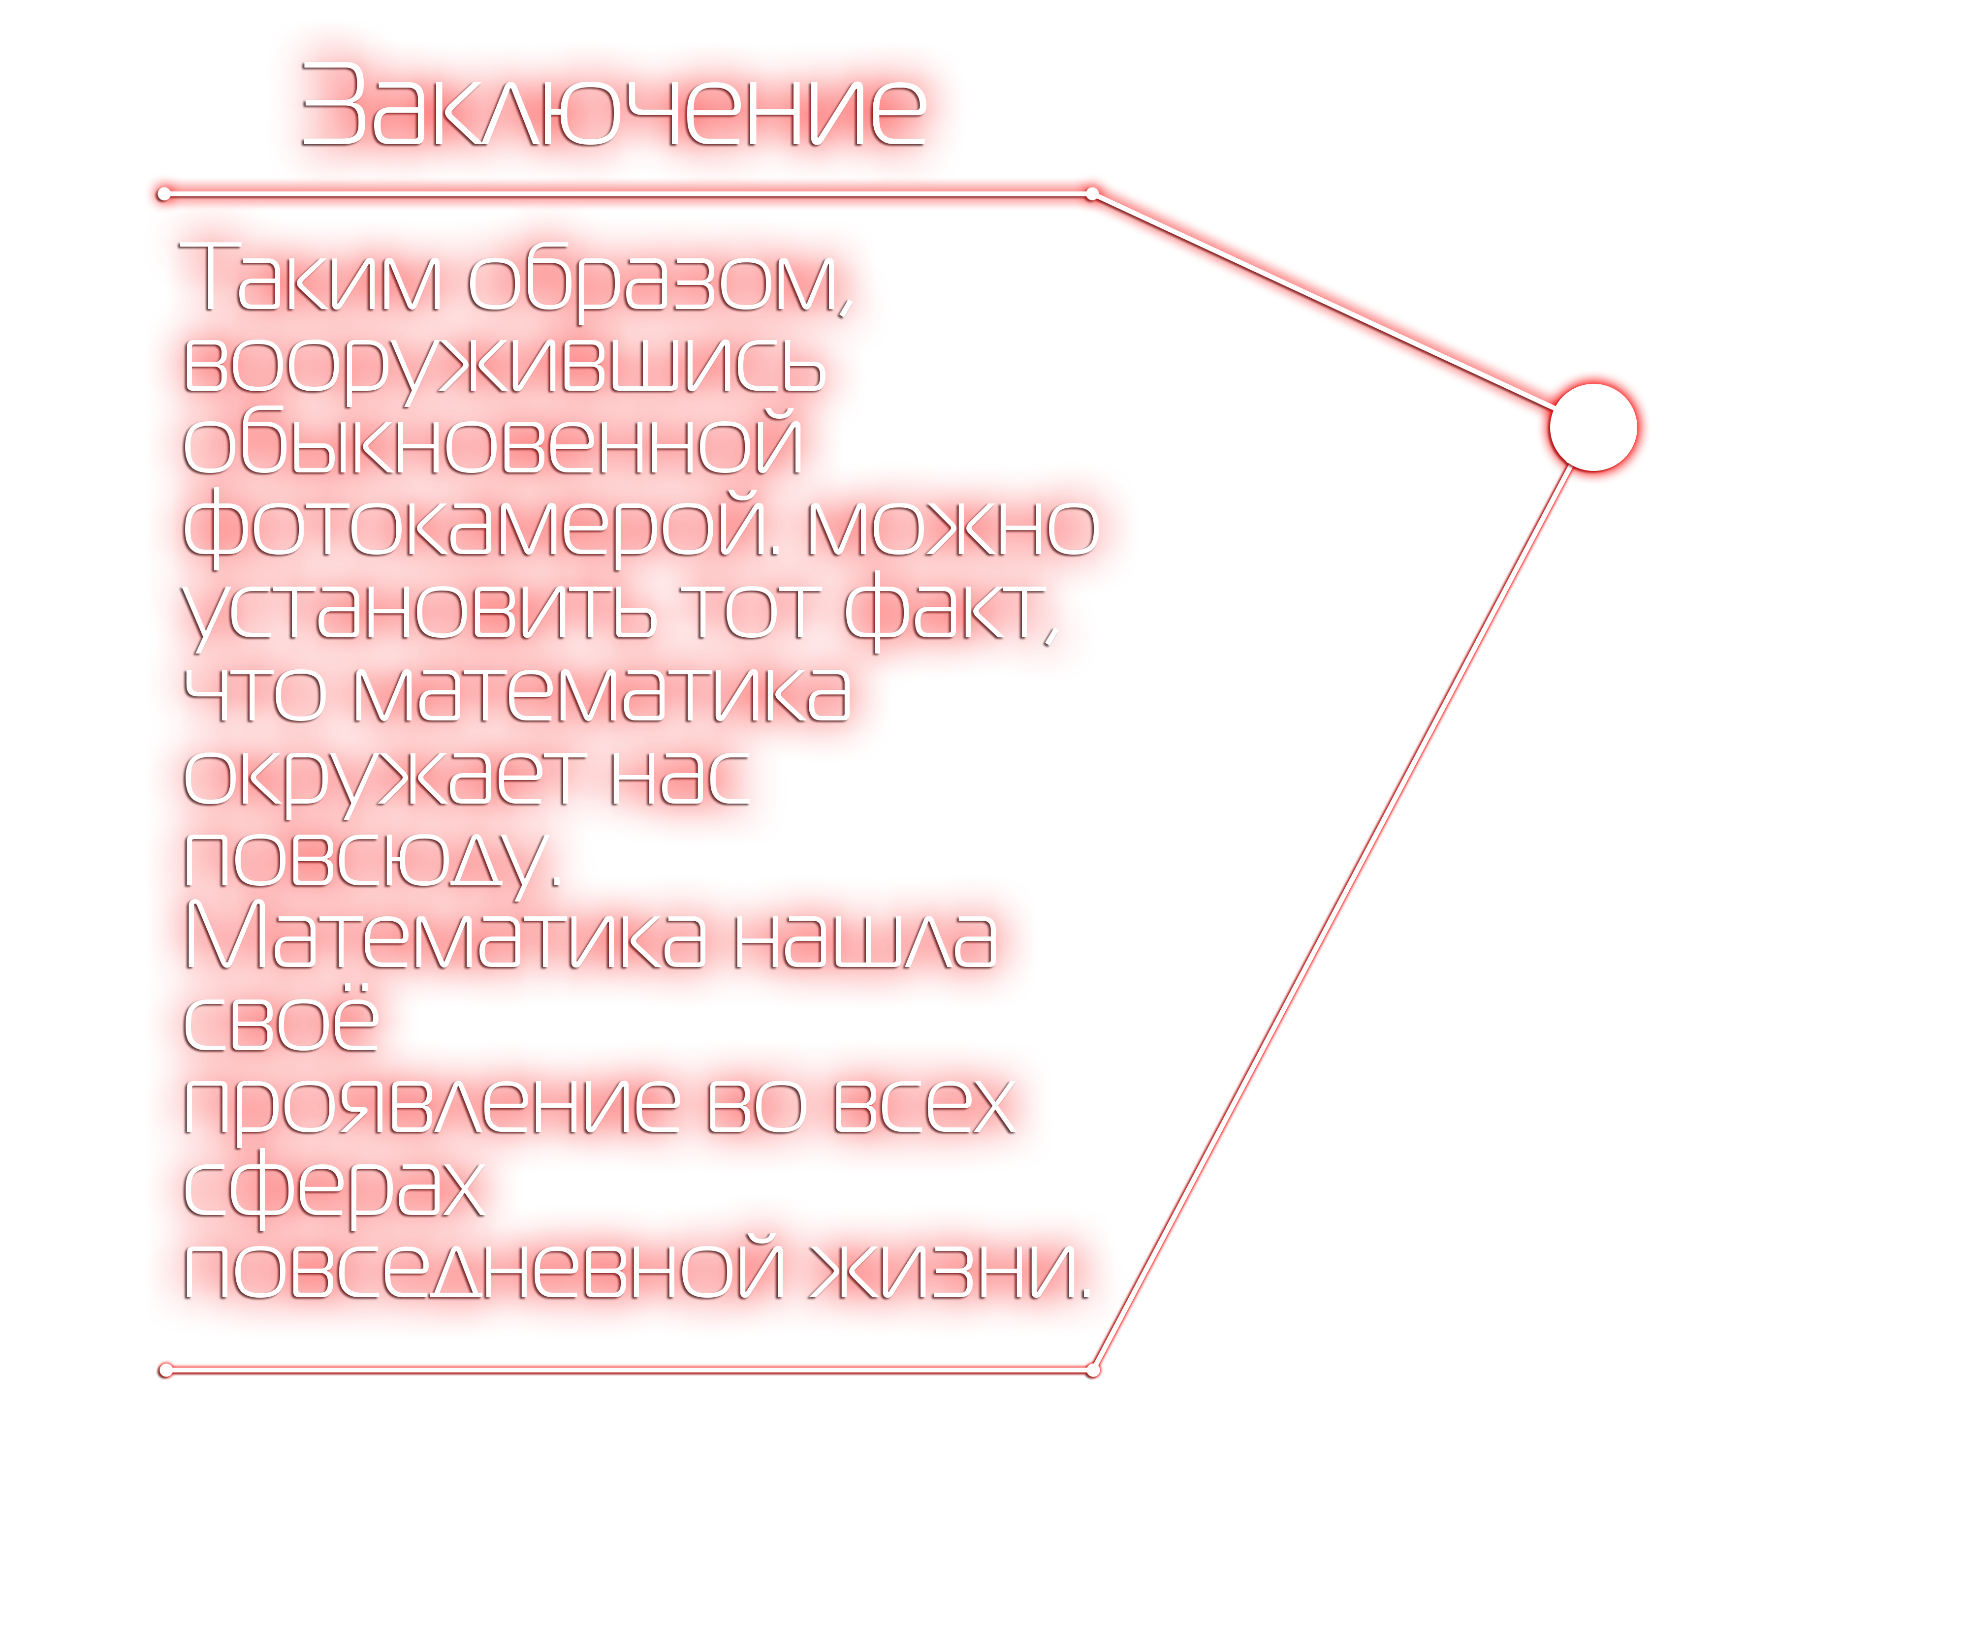 Заключение
Таким образом,
вооружившись
обыкновенной
фотокамерой. можно
установить тот факт,
что математика
окружает нас
повсюду.
Математика нашла
своё
проявление во всех
сферах
повседневной жизни.